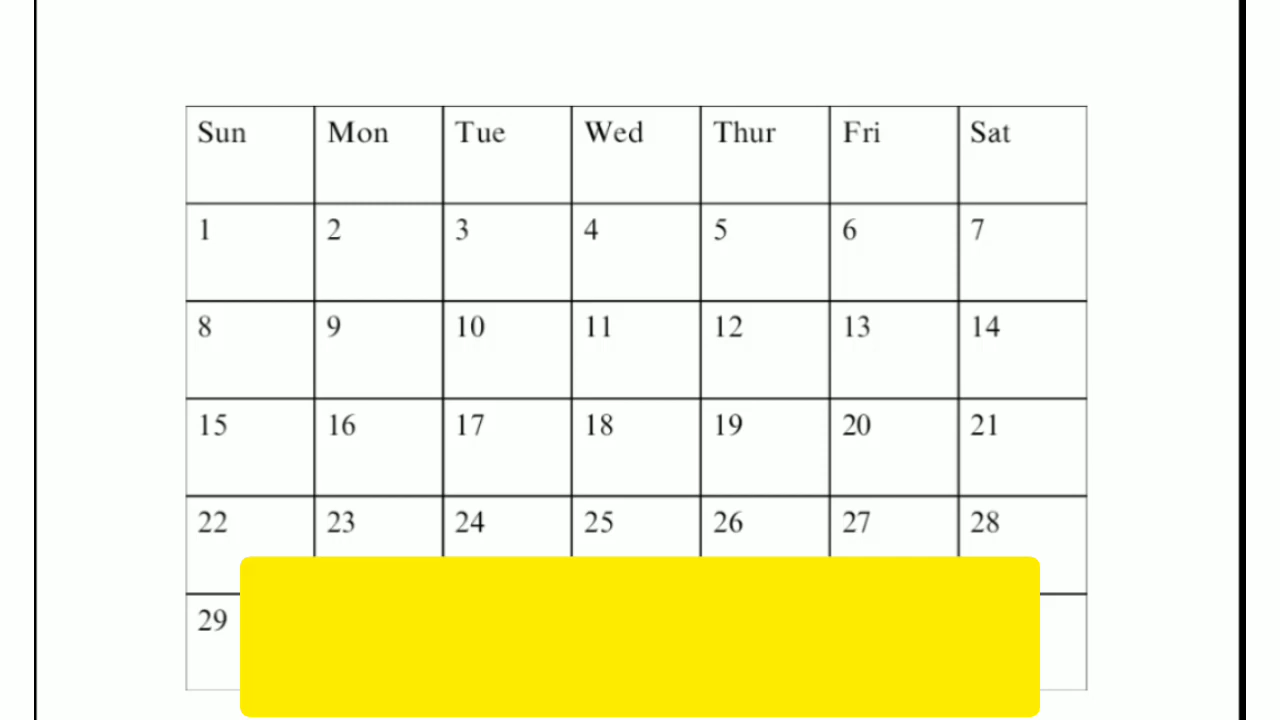 Sun Mon Tue Wed Thur Fri Sat
1 2 3 4 5 6 7
8 9 10 11 12 13 14
15 16 17 18 19 20 21
22 23 24 25 26 27 28
29